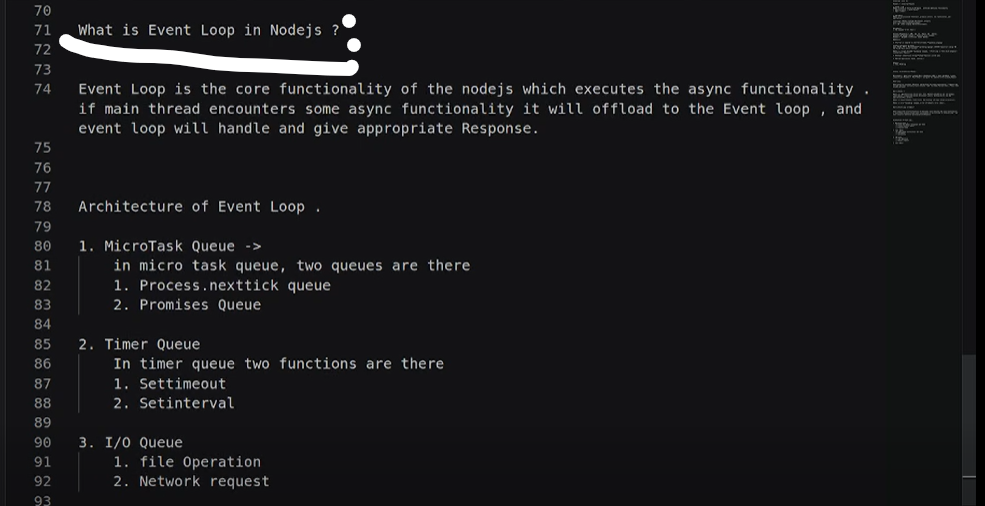 70
71 What is Event Loop in Nodejs ?
72
73
74 Event Loop is the core functionality of the nodejs which executes the async functionality .
if main thread encounters some async functionality it will offload to the Event loop , and
event loop will handle and give appropriate Response.
75
76
77
78 Architecture of Event Loop .
79
80 1. MicroTask Queue ->
81 in micro task queue, two queues are there
82 1. Process.nexttick queue
83 2. Promises Queue
84
85 2. Timer Queue
86 In timer queue two functions are there
87 1. Settimeout
88 2. Setinterval
89
90 3. I/O Queue
91 1. file Operation
92 2. Network request
93